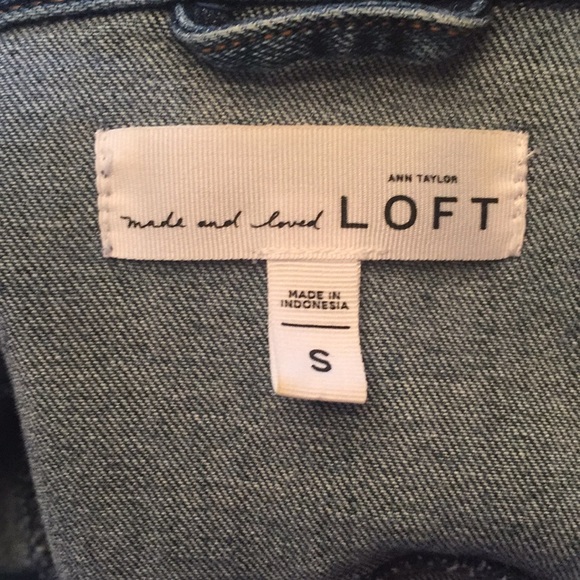 ANN TAYLOR
made and loved LOFT
MADE IN
INDONESIA
S